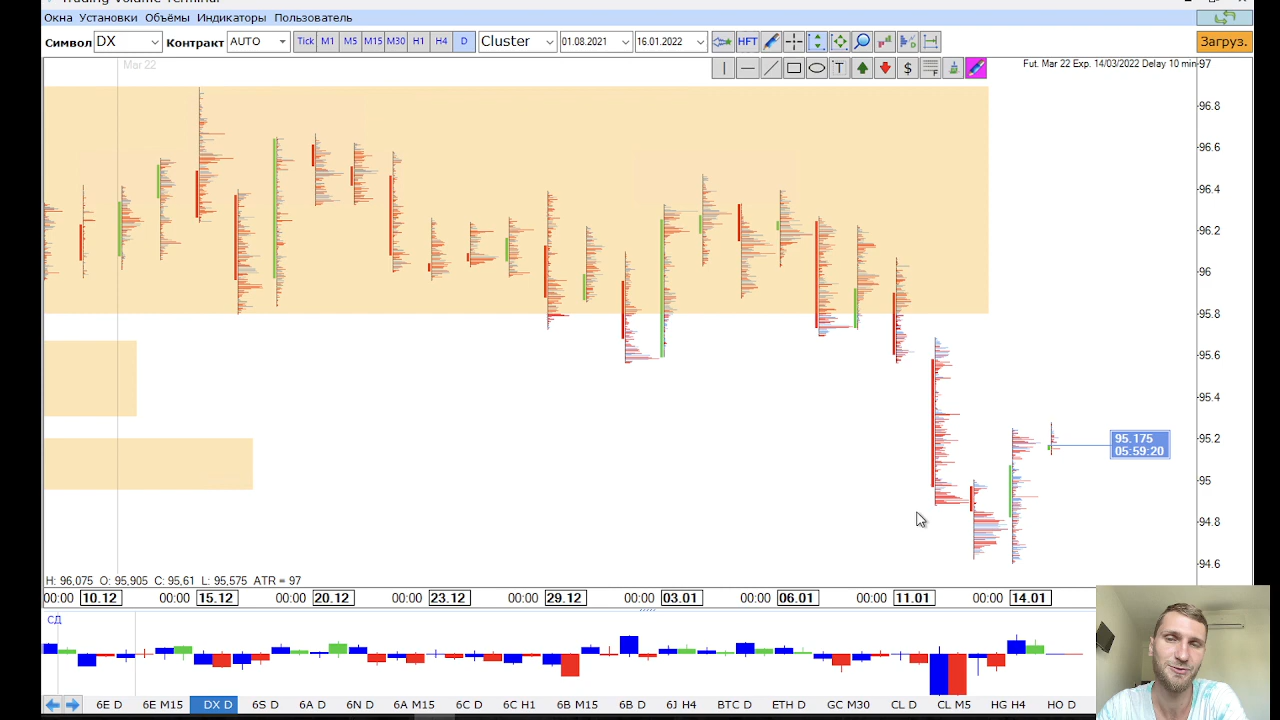 Trading Volume Terminal
Окна Установки Объёмы Индикаторы Пользователь
Символ DX Контракт AUTO Tick M1 M5 M15 M30 H1 H4 D Cluster 01.08.2021 16.01.2022 HFT Загруз.
Mar 22
T $ F
Fut. Mar 22 Exp. 14/03/2022 Delay 10 min
97
96.8
96.6
96.4
96.2
96
95.8
95.6
95.4
95.2
95
94.8
94.6
95.175
05:59:20
H: 96,075 O: 95,905 C: 95,61 L: 95,575 ATR = 97
00:00 10.12 00:00 15.12 00:00 20.12 00:00 23.12 00:00 29.12 00:00 03.01 00:00 06.01 00:00 11.01 00:00 14.01
СД
6E D 6E M15 DX D 6S D 6A D 6N D 6A M15 6C D 6C H1 6B M15 6B D 6J H4 BTC D ETH D GC M30 CL D CL M5 HG H4 HO D